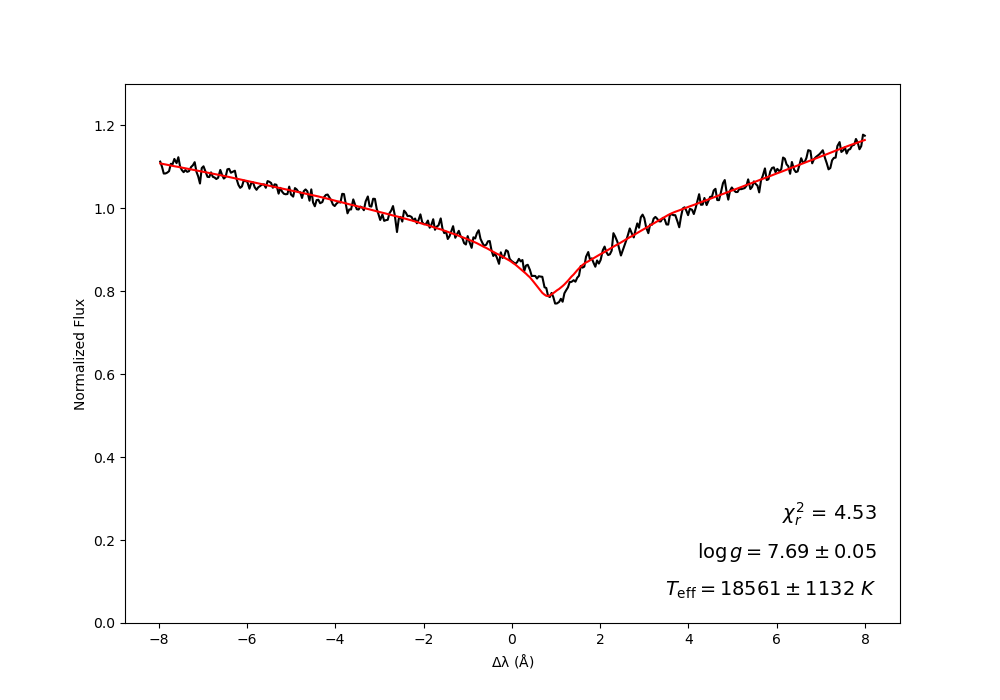 1.2
1.0
0.8
0.6
0.4
0.2
0.0
Normalized Flux
χ²ᵣ = 4.53
log g = 7.69 ± 0.05
T_eff = 18561 ± 1132 K
−8 −6 −4 −2 0 2 4 6 8
Δλ (Å)